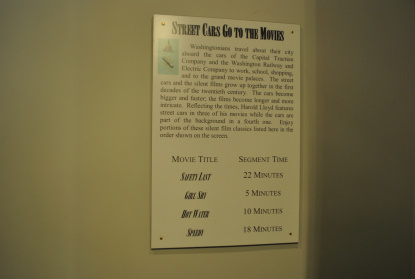 STREET CARS GO TO THE MOVIES
Washingtonians travel about their city
aboard the cars of the Capital Traction
Company and the Washington Railway and
Electric Company to work, school, shopping,
and to the grand movie palaces. The street
cars and the silent films grow up together in the first
decades of the twentieth century. The cars become
bigger and faster; the films become longer and more
intricate. Reflecting the times, Harold Lloyd features
street cars in three of his movies while the cars are
part of the background in a fourth one. Enjoy
portions of these silent film classics listed here in the
order shown on the screen.
MOVIE TITLE SEGMENT TIME
SAFETY LAST 22 MINUTES
GIRL SHY 5 MINUTES
HOT WATER 10 MINUTES
SPEEDY 18 MINUTES